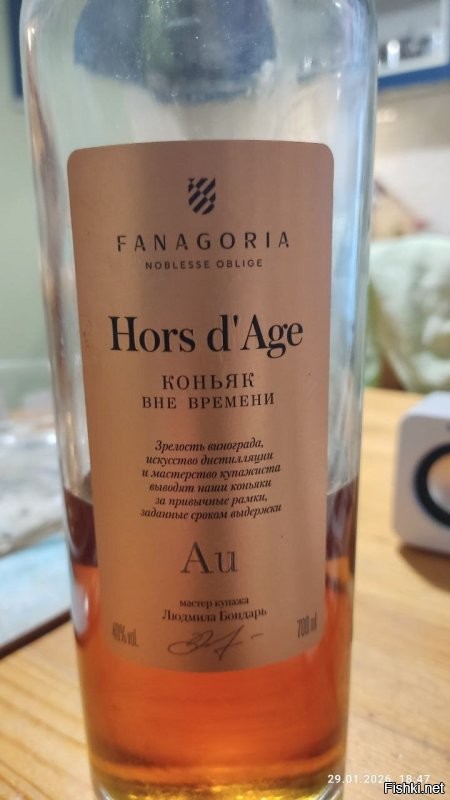 FANAGORIA
NOBLESSE OBLIGE
Hors d'Age
КОНЬЯК
ВНЕ ВРЕМЕНИ
Зрелость винограда,
искусство дистилляции
и мастерство купажиста
выводят наши коньяки
за привычные рамки,
заданные сроком выдержки
Au
мастер купажа
Людмила Бондарь
40% vol. 700 ml
29.01.2026 18:47
Fishki.net